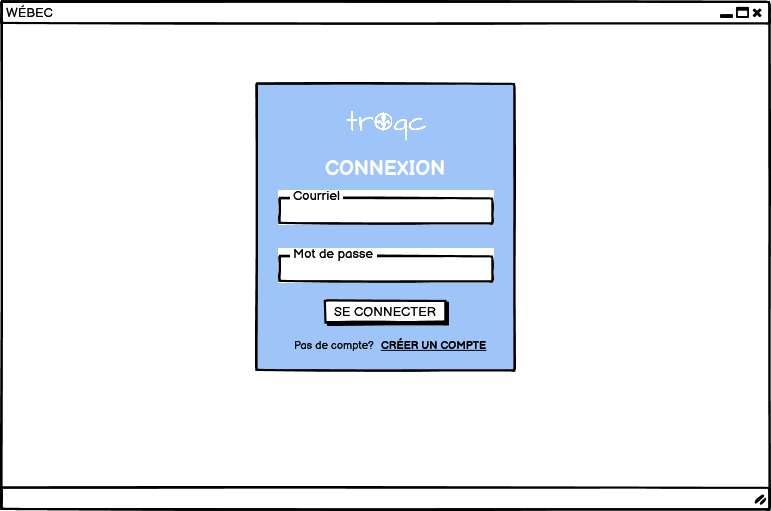 WÉBEC
troqc
CONNEXION
Courriel
Mot de passe
SE CONNECTER
Pas de compte? CRÉER UN COMPTE